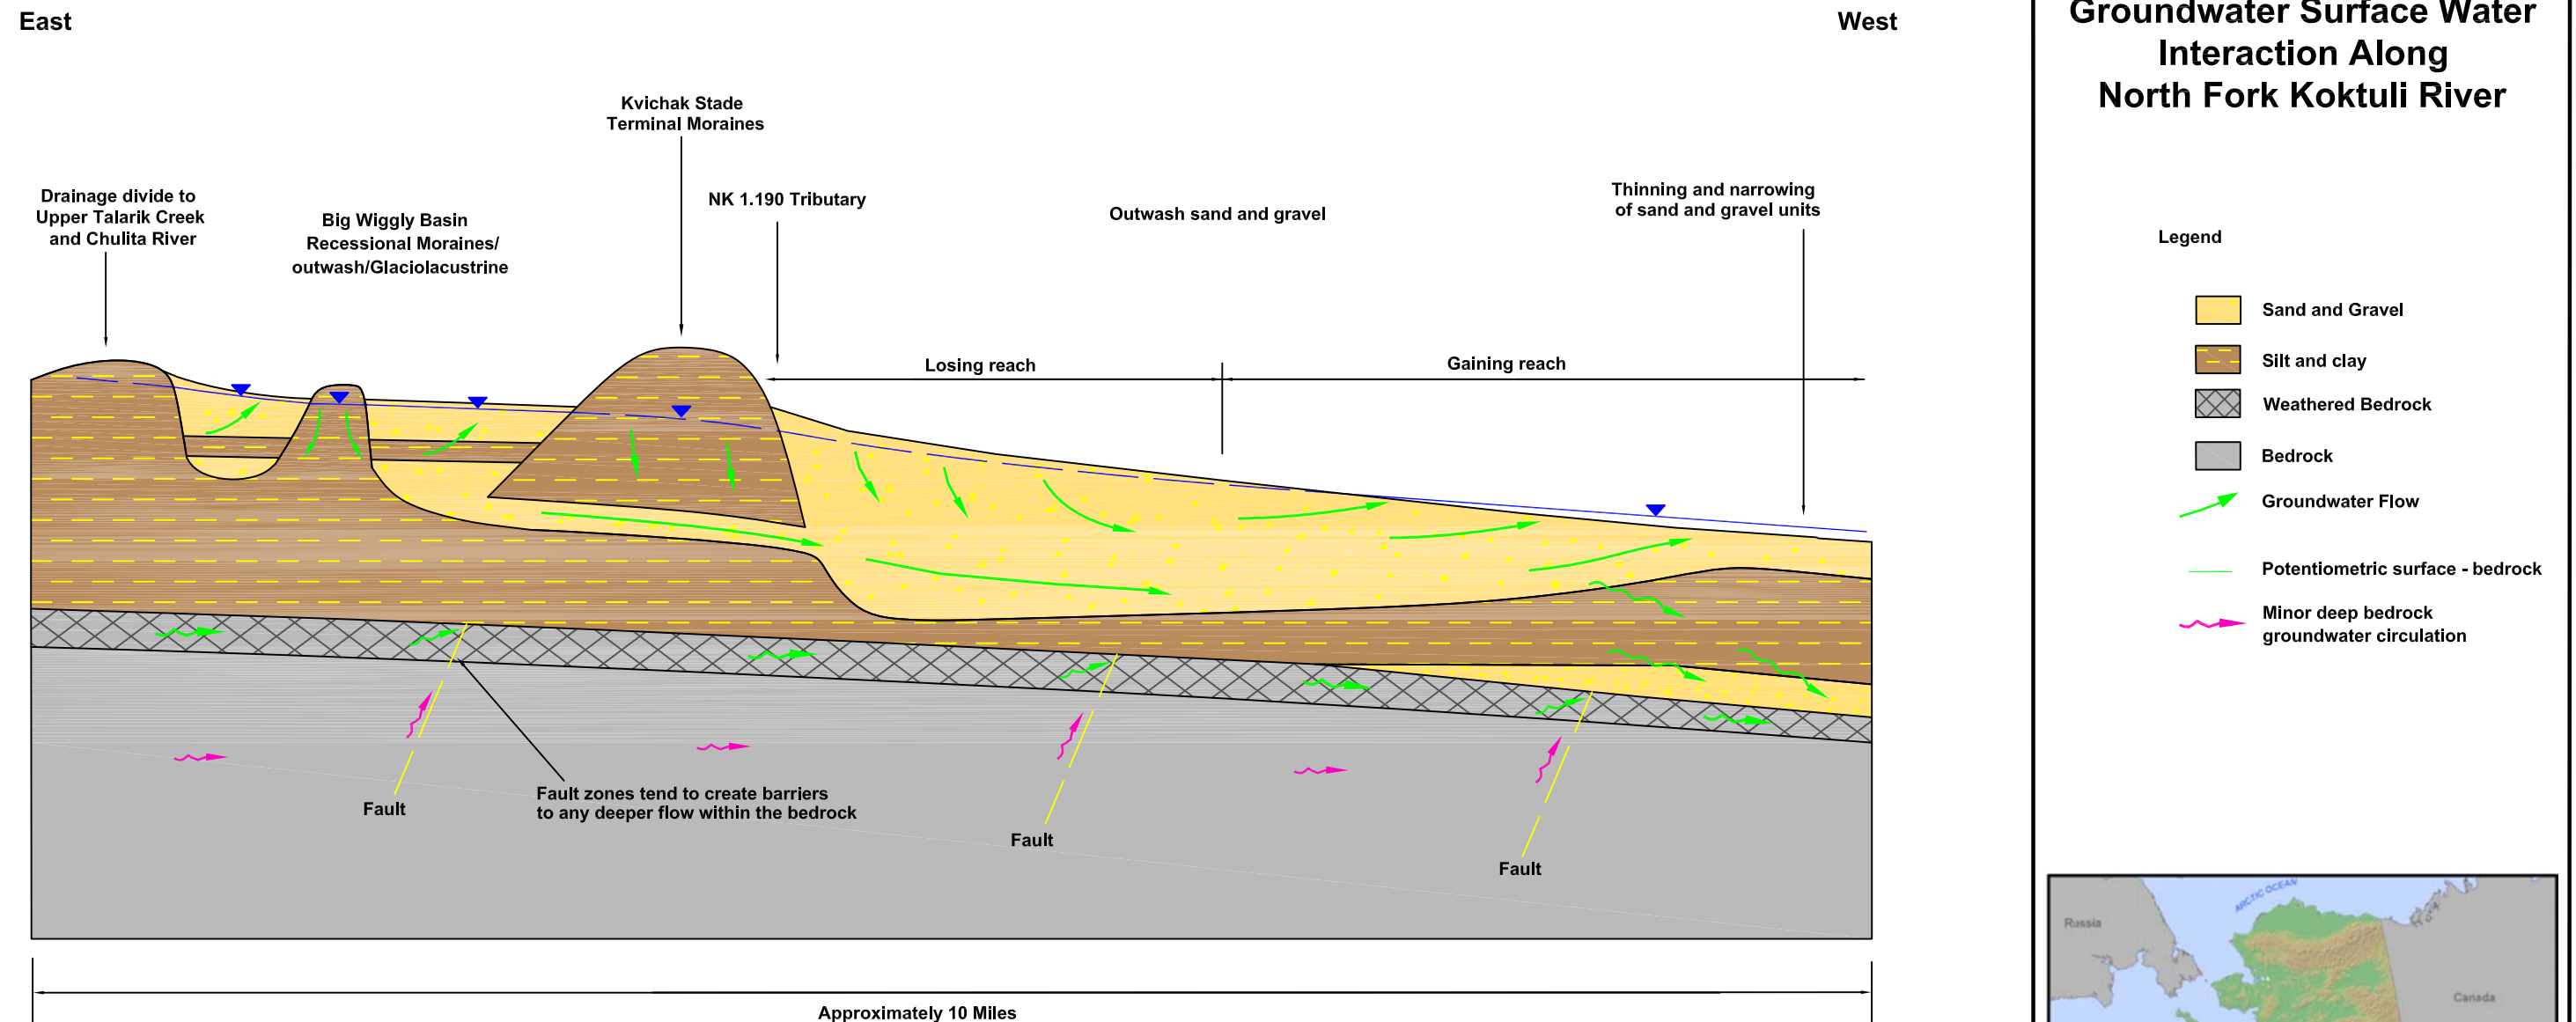 East
West
Groundwater Surface Water
Interaction Along
North Fork Koktuli River
Kvichak Stade
Terminal Moraines
Drainage divide to
Upper Talarik Creek
and Chulita River
Big Wiggly Basin
Recessional Moraines/
outwash/Glaciolacustrine
NK 1.190 Tributary
Outwash sand and gravel
Thinning and narrowing
of sand and gravel units
Losing reach
Gaining reach
Legend
Sand and Gravel
Silt and clay
Weathered Bedrock
Bedrock
Groundwater Flow
Potentiometric surface - bedrock
Minor deep bedrock
groundwater circulation
Fault
Fault zones tend to create barriers
to any deeper flow within the bedrock
Fault
Fault
Approximately 10 Miles
ARCTIC OCEAN
Russia
Canada